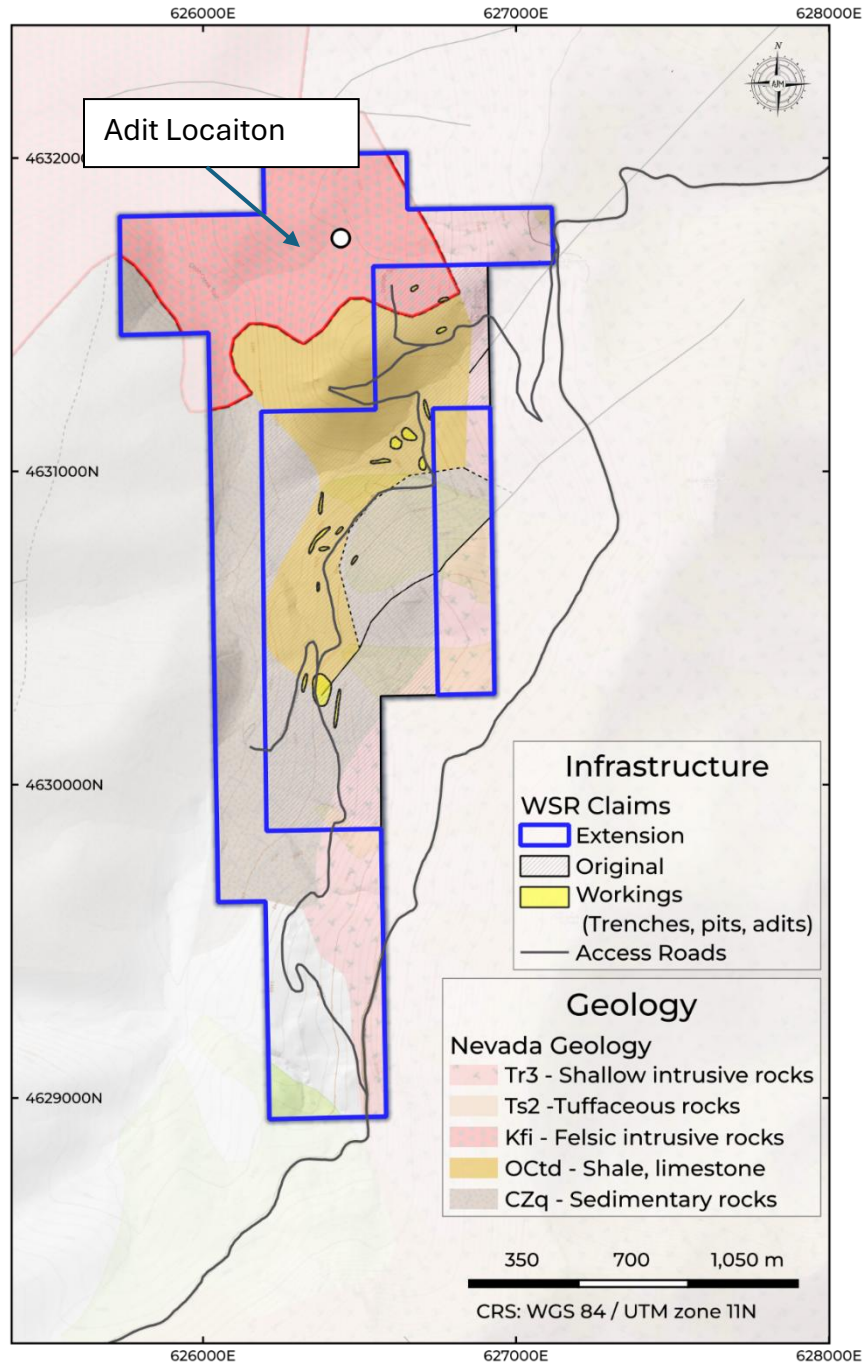 626000E
627000E
628000E
N
AJM
Adit Locaiton
4632000
4631000N
4630000N
4629000N
Infrastructure
WSR Claims
Extension
Original
Workings
(Trenches, pits, adits)
Access Roads
Geology
Nevada Geology
Tr3 - Shallow intrusive rocks
Ts2 -Tuffaceous rocks
Kfi - Felsic intrusive rocks
OCtd - Shale, limestone
CZq - Sedimentary rocks
350 700 1,050 m
CRS: WGS 84 / UTM zone 11N
626000E
627000E
628000E